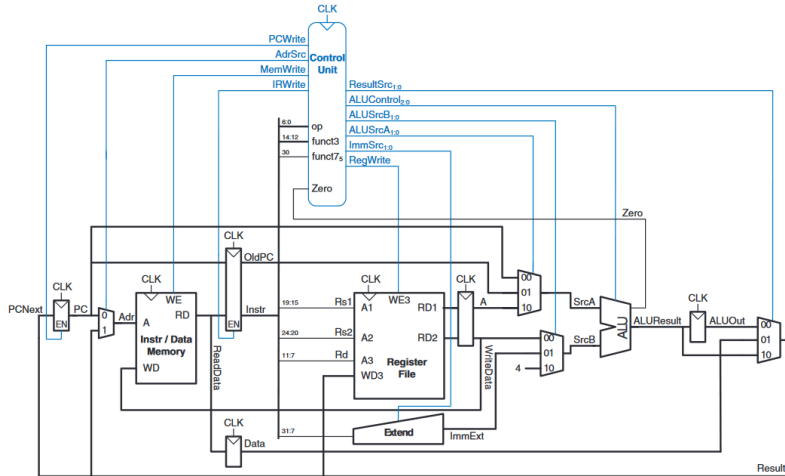 CLK
PCWrite
AdrSrc
MemWrite
IRWrite
Control
Unit
ResultSrc1:0
ALUControl2:0
ALUSrcB1:0
ALUSrcA1:0
ImmSrc1:0
RegWrite
6:0
op
14:12
funct3
30
funct75
Zero
Zero
CLK
OldPC
CLK
CLK
CLK
CLK
CLK
PCNext
PC
EN
0
1
Adr
WE
A
RD
Instr / Data
Memory
WD
EN
Instr
ReadData
19:15
Rs1
A1
WE3
RD1
A
24:20
Rs2
A2
RD2
11:7
Rd
A3
Register
File
WD3
WriteData
00
01
10
SrcA
00
01
10
4
SrcB
ALU
ALUResult
ALUOut
00
01
10
31:7
Extend
ImmExt
CLK
Data
Result